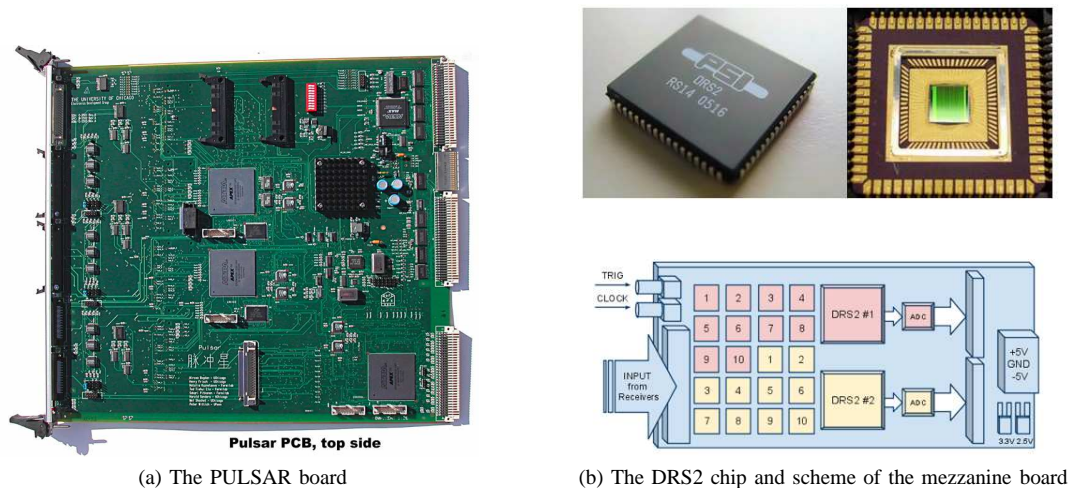 THE UNIVERSITY OF CHICAGO
Pulsar
脉冲星
Pulsar PCB, top side
(a) The PULSAR board
PSI
DRS2
RS14 0516
TRIG
CLOCK
1 2 3 4
5 6 7 8
9 10 1 2
3 4 5 6
7 8 9 10
DRS2 #1
ADC
DRS2 #2
ADC
INPUT
from
Receivers
+5V
GND
-5V
3.3V 2.5V
(b) The DRS2 chip and scheme of the mezzanine board